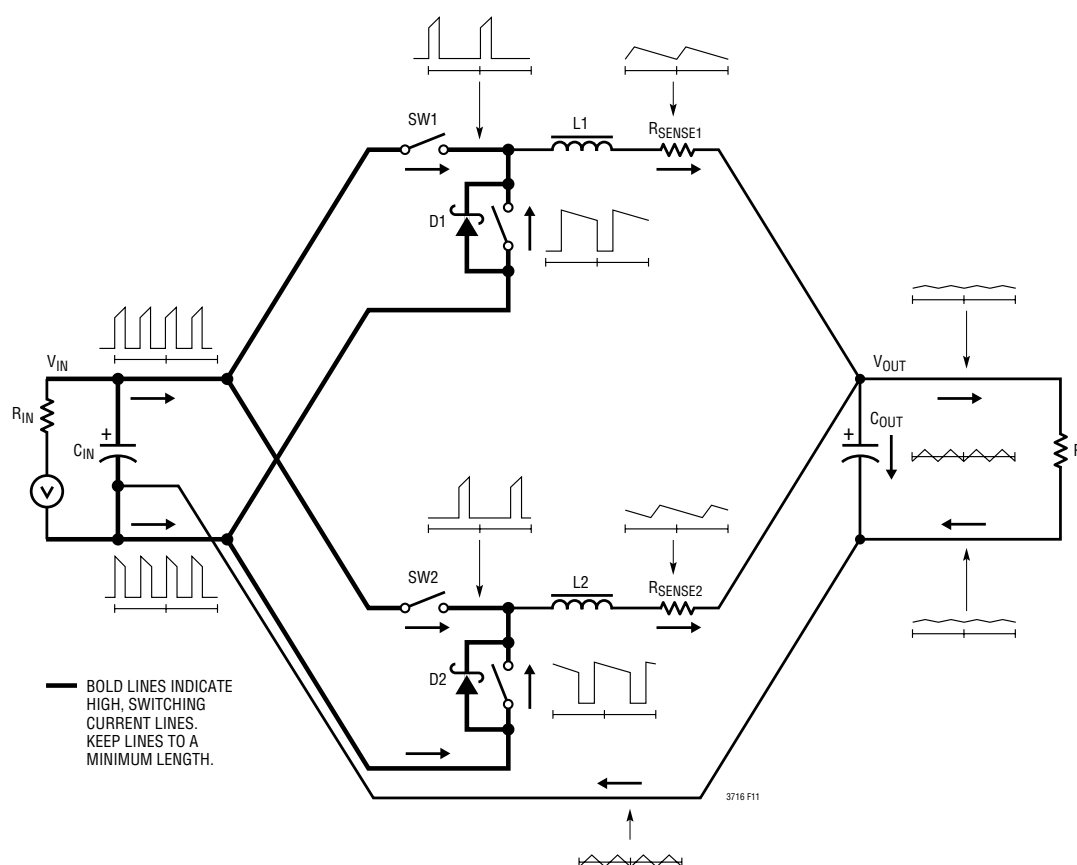 SW1
L1
RSENSE1
D1
VIN
RIN
+
CIN
V
VOUT
COUT
+
R
SW2
L2
RSENSE2
D2
BOLD LINES INDICATE
HIGH, SWITCHING
CURRENT LINES.
KEEP LINES TO A
MINIMUM LENGTH.
3716 F11